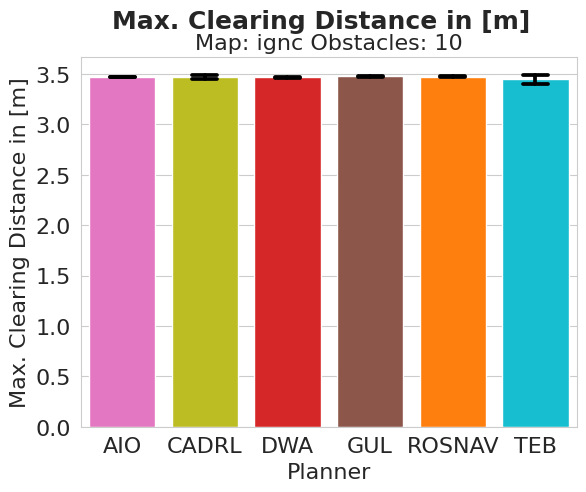 Max. Clearing Distance in [m]
Map: ignc Obstacles: 10
Max. Clearing Distance in [m]
3.5
3.0
2.5
2.0
1.5
1.0
0.5
0.0
AIO CADRL DWA GUL ROSNAV TEB
Planner